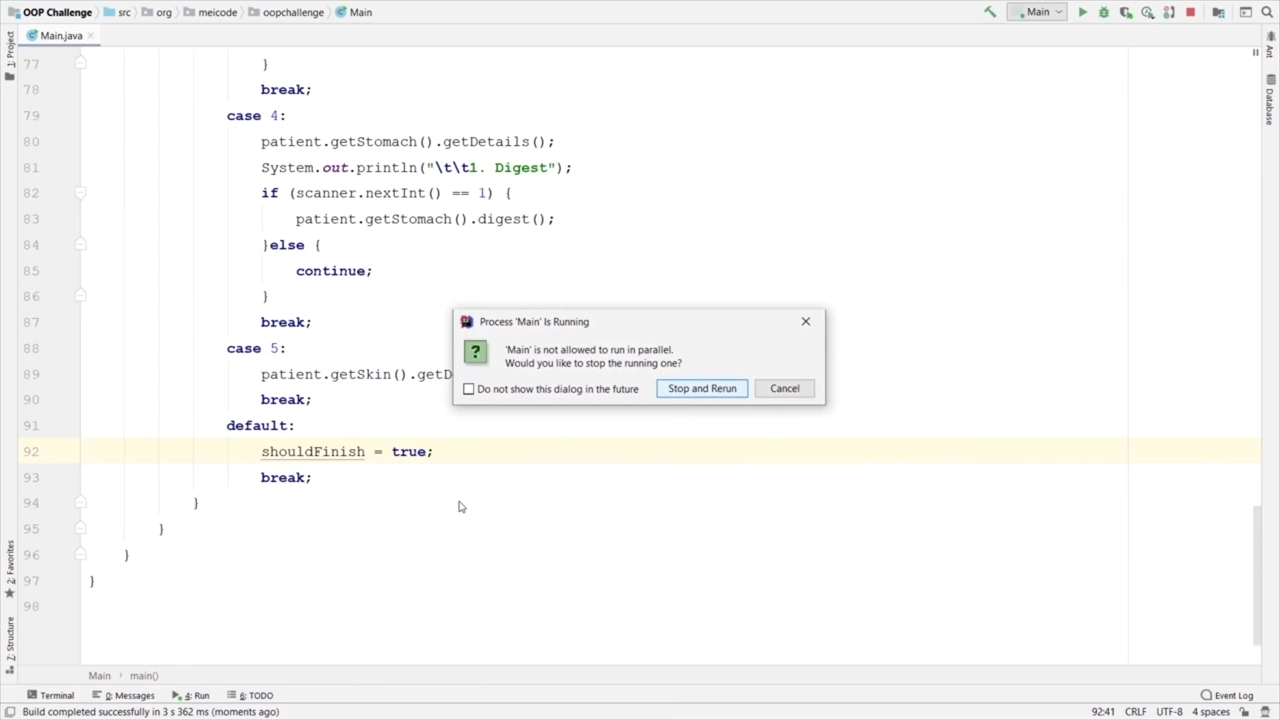 OOP Challenge src org meicode oopchallenge Main
Main
Main.java
1: Project
Ant
Database
77 }
78 break;
79 case 4:
80 patient.getStomach().getDetails();
81 System.out.println("\t\t1. Digest");
82 if (scanner.nextInt() == 1) {
83 patient.getStomach().digest();
84 }else {
85 continue;
86 }
87 break;
88 case 5:
89 patient.getSkin().getD
90 break;
91 default:
92 shouldFinish = true;
93 break;
94 }
95 }
96 }
97 }
98
Process 'Main' Is Running
?
'Main' is not allowed to run in parallel.
Would you like to stop the running one?
Do not show this dialog in the future
Stop and Rerun
Cancel
2: Favorites
7: Structure
Main main()
Terminal 0: Messages 4: Run 6: TODO Event Log
Build completed successfully in 3 s 362 ms (moments ago) 92:41 CRLF UTF-8 4 spaces